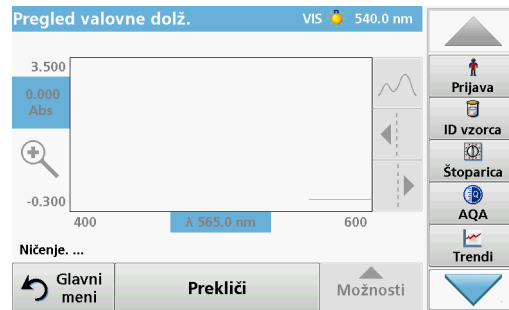 Pregled valovne dolž.
VIS 540.0 nm
3.500
0.000
Abs
-0.300
400
λ 565.0 nm
600
Ničenje. ...
Glavni
meni
Prekliči
Možnosti
Prijava
ID vzorca
Štoparica
AQA
Trendi